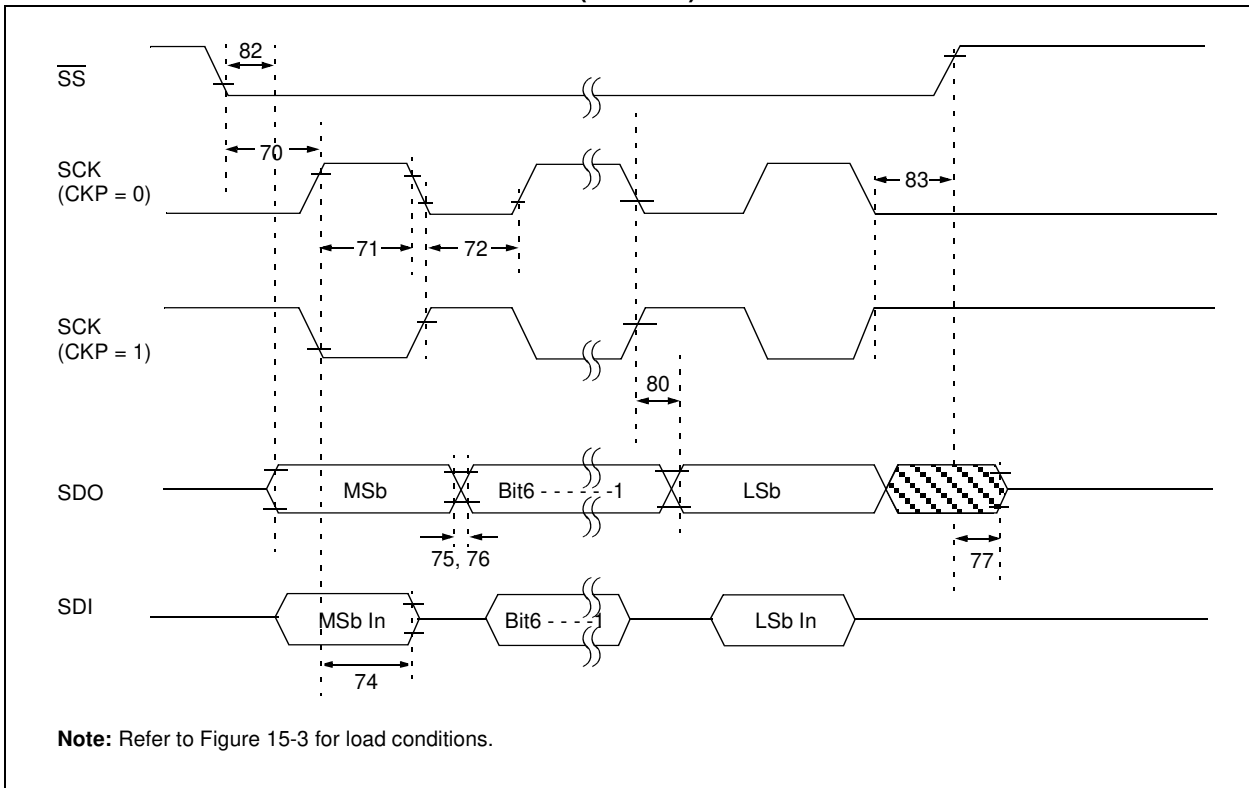 82
SS
70
SCK
(CKP = 0)
83
71
72
SCK
(CKP = 1)
80
SDO
MSb
Bit6 - - - - - -1
LSb
75, 76
77
SDI
MSb In
Bit6 - - - -1
LSb In
74
Note: Refer to Figure 15-3 for load conditions.